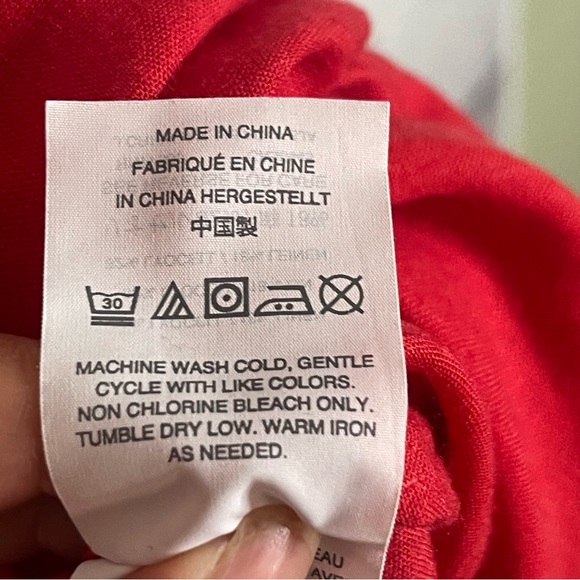 MADE IN CHINA
FABRIQUÉ EN CHINE
IN CHINA HERGESTELLT
中国製
30
MACHINE WASH COLD, GENTLE
CYCLE WITH LIKE COLORS.
NON CHLORINE BLEACH ONLY.
TUMBLE DRY LOW. WARM IRON
AS NEEDED.
EAU